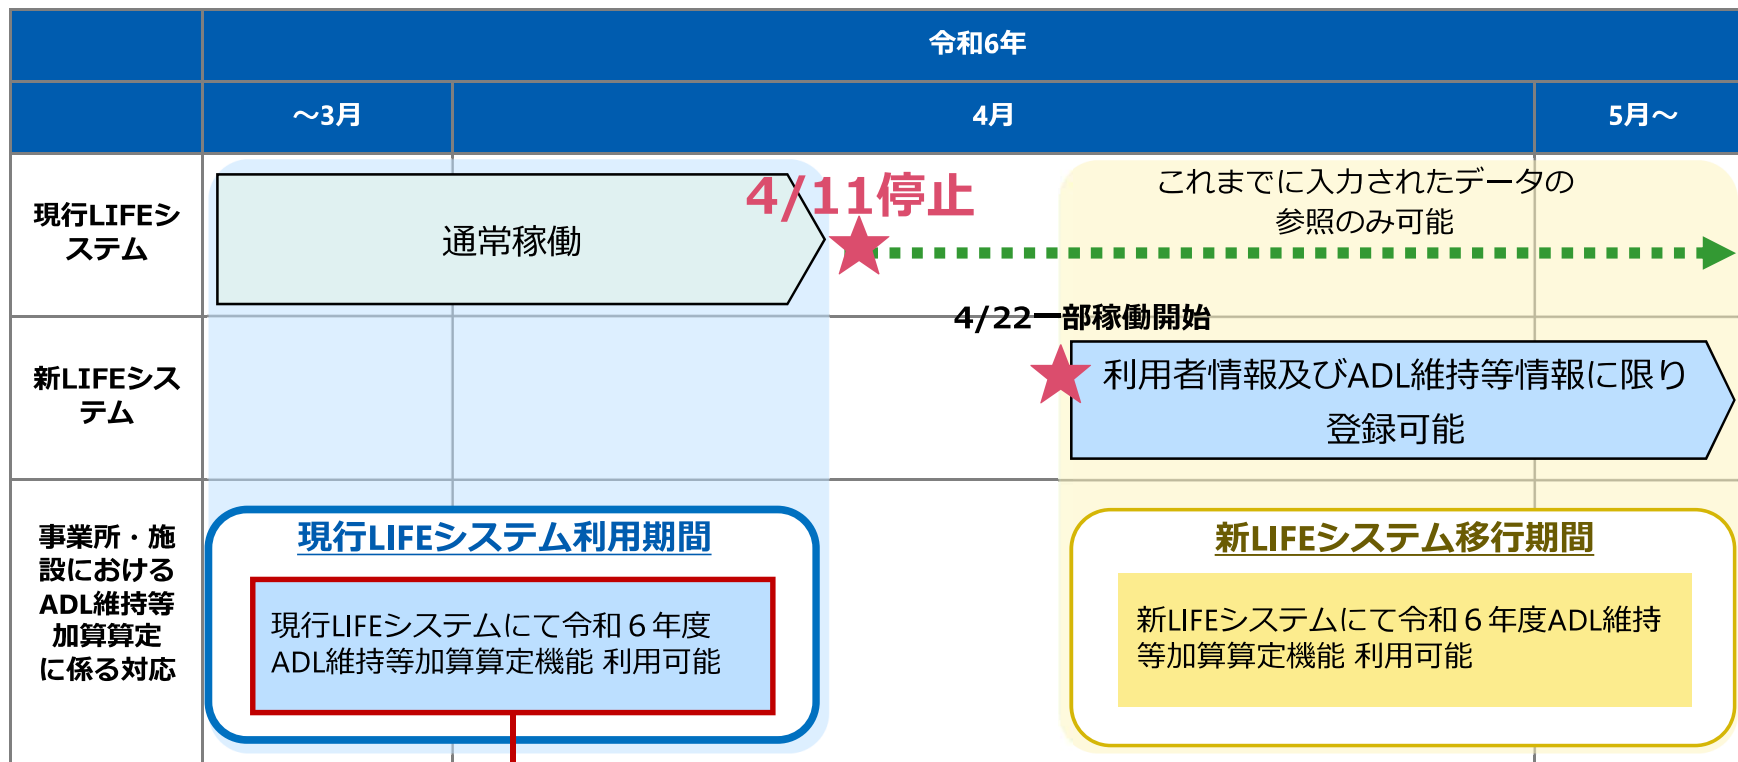 令和6年
～3月
4月
5月～
現行LIFEシ
ステム
通常稼働
4/11停止
これまでに入力されたデータの
参照のみ可能
新LIFEシス
テム
4/22一部稼働開始
利用者情報及びADL維持等情報に限り
登録可能
事業所・施
設における
ADL維持等
加算算定
に係る対応
現行LIFEシステム利用期間
現行LIFEシステムにて令和６年度
ADL維持等加算算定機能 利用可能
新LIFEシステム移行期間
新LIFEシステムにて令和６年度ADL維持
等加算算定機能 利用可能